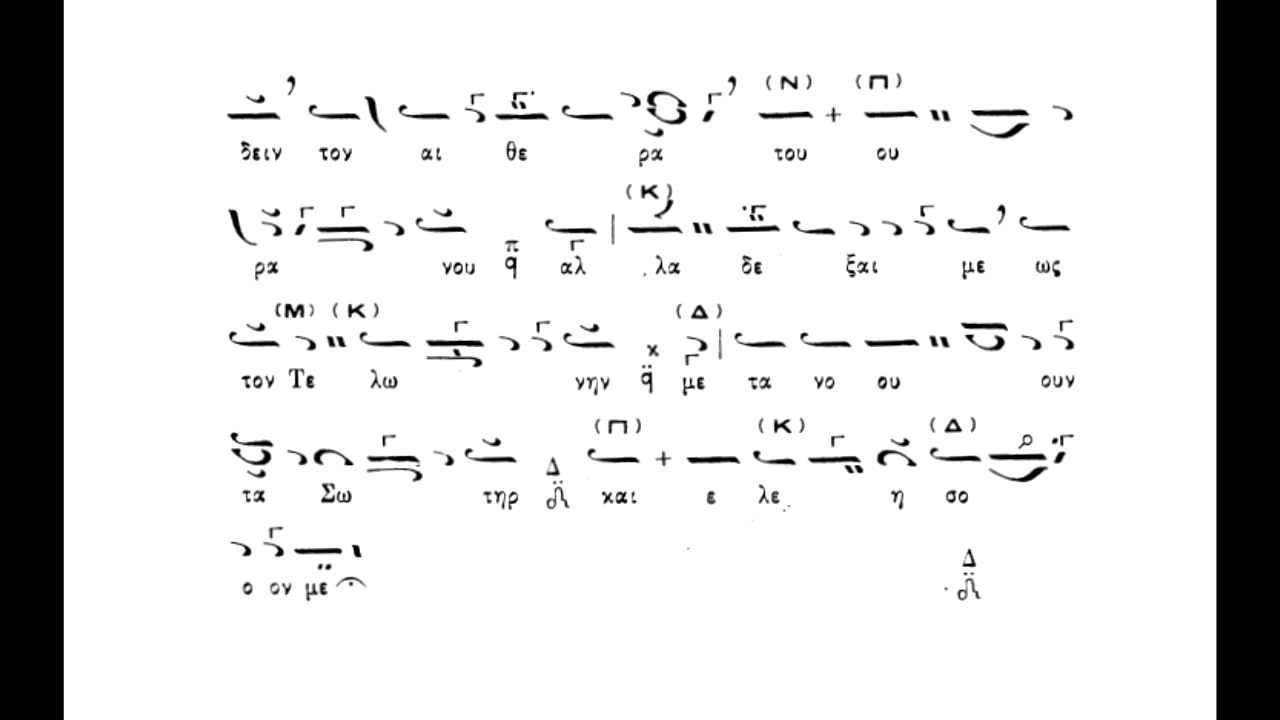 (Ν) (Π)
δειν τον αι θε ρα του ου
(Κ)
ρα νου π q αλ λα δε ξαι με ως
(Μ) (Κ) (Δ)
τον Τε λω νην χ q με τα νο ου ουν
(Π) (Κ) (Δ)
τα Σω τηρ Δ και ε λε η σο
ο ον με Δ